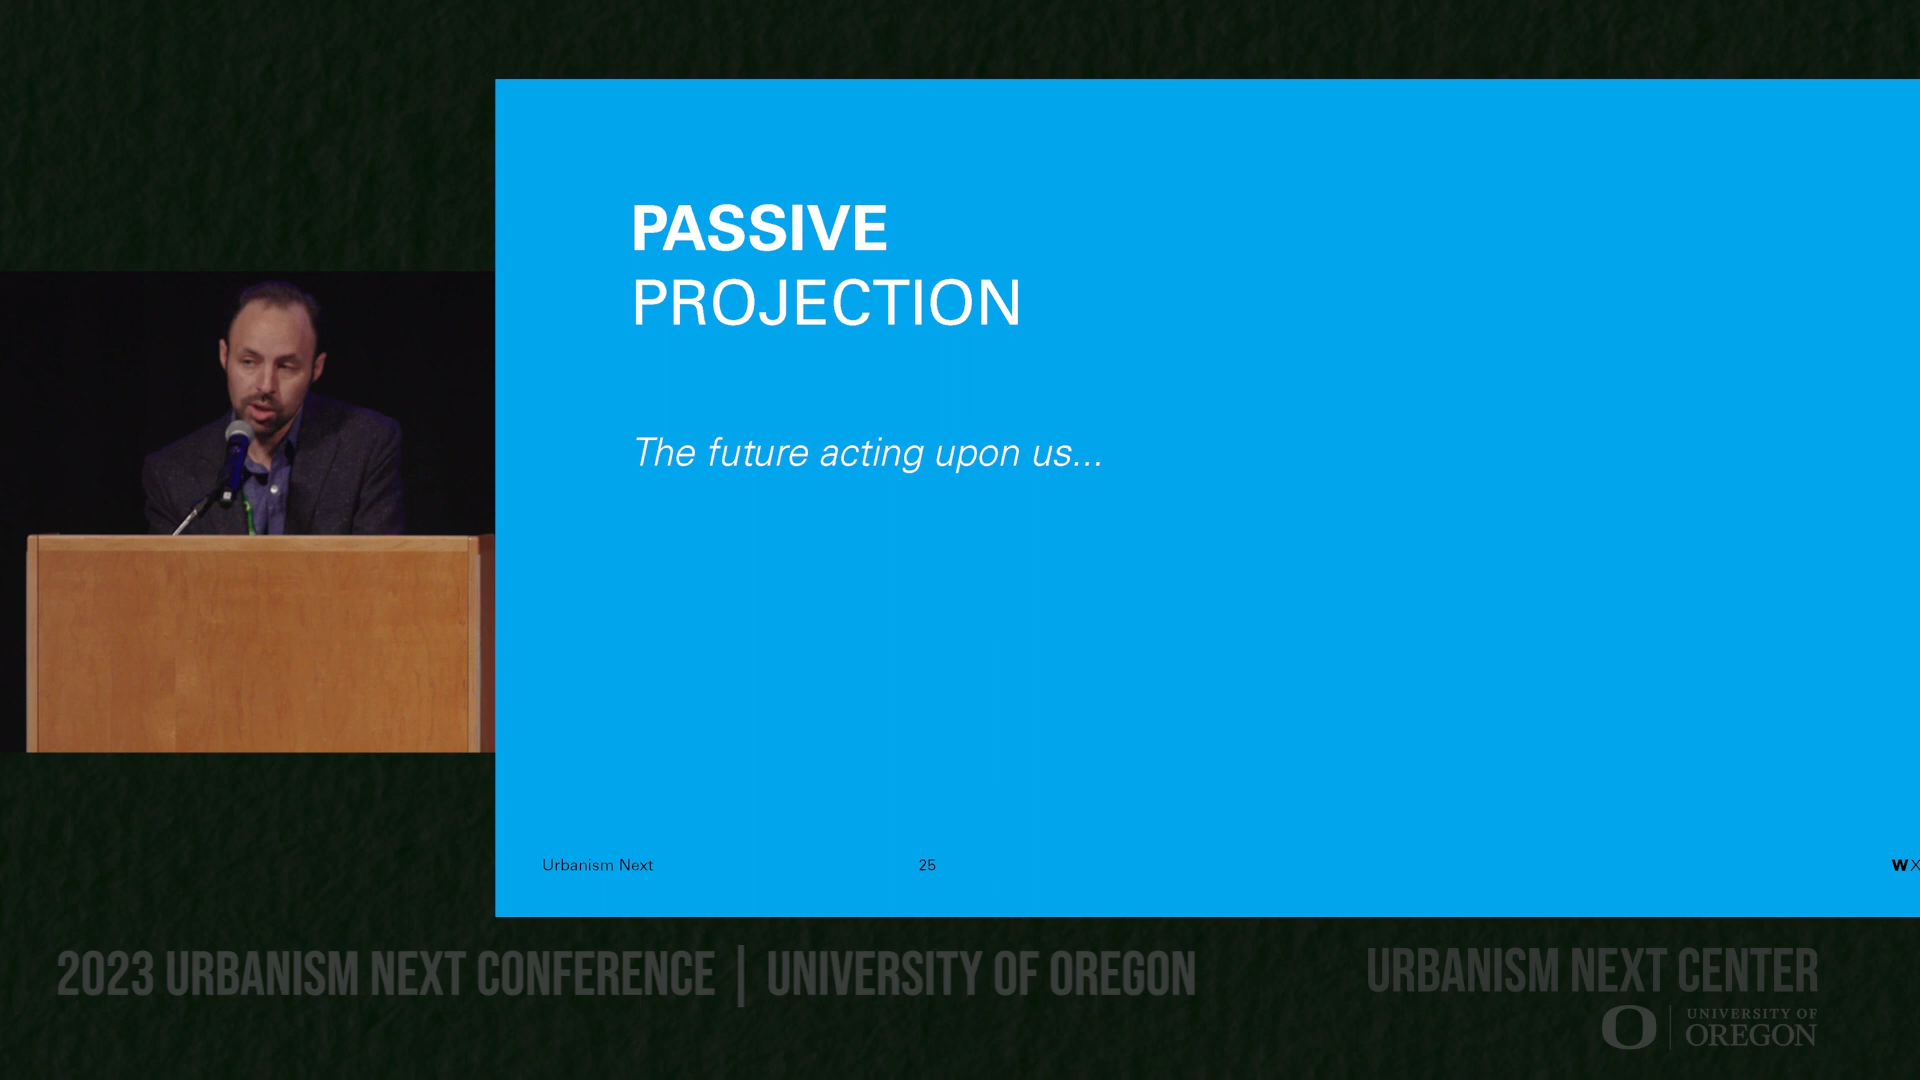 PASSIVE
PROJECTION
The future acting upon us...
Urbanism Next
25
WX
2023 URBANISM NEXT CONFERENCE | UNIVERSITY OF OREGON
URBANISM NEXT CENTER
O
UNIVERSITY OF
OREGON